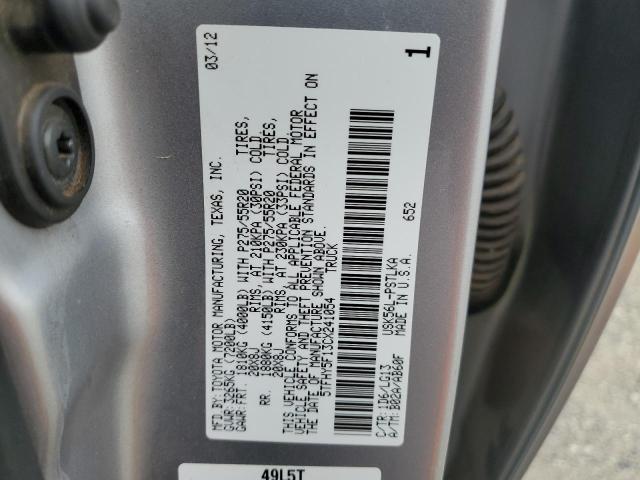 MFD.BY: TOYOTA MOTOR MANUFACTURING, TEXAS, INC. 03/12
GVWR: 3265KG (7200LB)
GAWR:FRT. 1810KG (4000LB) WITH P275/55R20 TIRES,
20X8J RIMS, AT 210KPA (30PSI) COLD
RR. 1880KG (4150LB) WITH P275/55R20 TIRES,
20X8J RIMS, AT 230KPA (33PSI) COLD
THIS VEHICLE CONFORMS TO ALL APPLICABLE FEDERAL MOTOR
VEHICLE SAFETY AND THEFT PREVENTION STANDARDS IN EFFECT ON
THE DATE OF MANUFACTURE SHOWN ABOVE.
5TFHY5F13CX241054 TRUCK
652
C/TR: 1D6/LG13 USK56L-PSTLKA
A/TM: B02A/AB60F MADE IN U.S.A.
1
49L5T